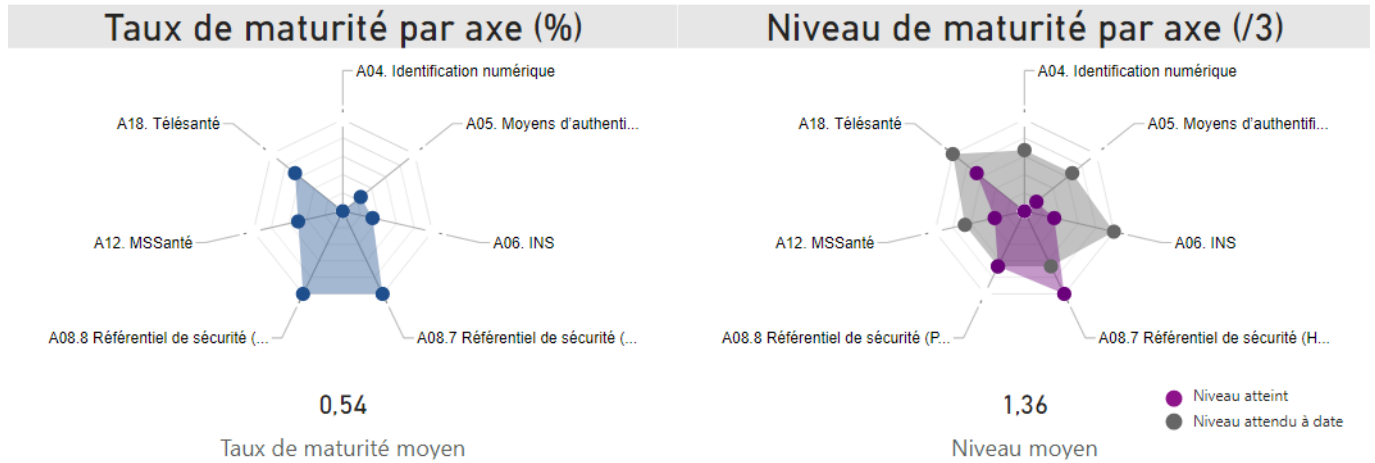 Taux de maturité par axe (%)
A04. Identification numérique
A18. Télésanté
A05. Moyens d'authenti...
A12. MSSanté
A06. INS
A08.8 Référentiel de sécurité (...
A08.7 Référentiel de sécurité (...
0,54
Taux de maturité moyen
Niveau de maturité par axe (/3)
A04. Identification numérique
A18. Télésanté
A05. Moyens d'authentifi...
A12. MSSanté
A06. INS
A08.8 Référentiel de sécurité (P...
A08.7 Référentiel de sécurité (H...
1,36
Niveau moyen
Niveau atteint
Niveau attendu à date